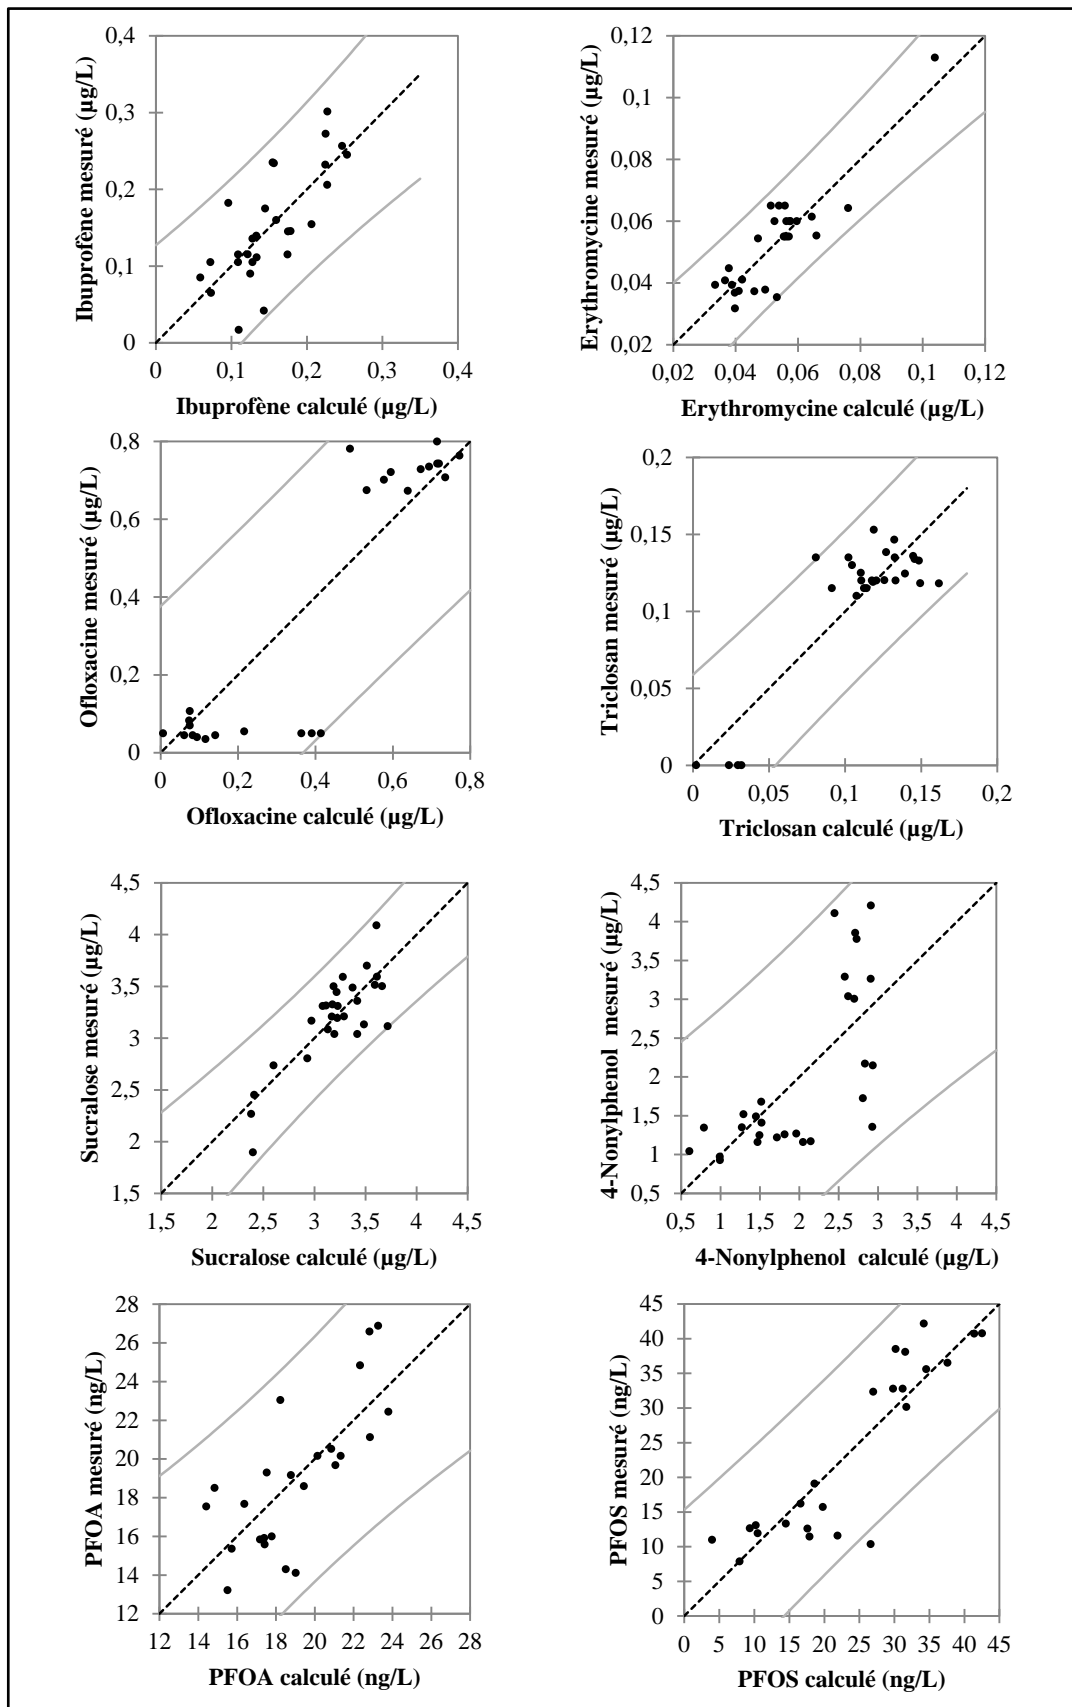 0,4
0,3
0,2
0,1
0
0 0,1 0,2 0,3 0,4
Ibuprofène mesuré (µg/L)
Ibuprofène calculé (µg/L)
0,12
0,1
0,08
0,06
0,04
0,02
0,02 0,04 0,06 0,08 0,1 0,12
Erythromycine mesuré (µg/L)
Erythromycine calculé (µg/L)
0,8
0,6
0,4
0,2
0
0 0,2 0,4 0,6 0,8
Ofloxacine mesuré (µg/L)
Ofloxacine calculé (µg/L)
0,2
0,15
0,1
0,05
0
0 0,05 0,1 0,15 0,2
Triclosan mesuré (µg/L)
Triclosan calculé (µg/L)
4,5
4
3,5
3
2,5
2
1,5
1,5 2 2,5 3 3,5 4 4,5
Sucralose mesuré (µg/L)
Sucralose calculé (µg/L)
4,5
4
3,5
3
2,5
2
1,5
1
0,5
0,5 1 1,5 2 2,5 3 3,5 4 4,5
4-Nonylphenol mesuré (µg/L)
4-Nonylphenol calculé (µg/L)
28
26
24
22
20
18
16
14
12
12 14 16 18 20 22 24 26 28
PFOA mesuré (ng/L)
PFOA calculé (ng/L)
45
40
35
30
25
20
15
10
5
0
0 5 10 15 20 25 30 35 40 45
PFOS mesuré (ng/L)
PFOS calculé (ng/L)